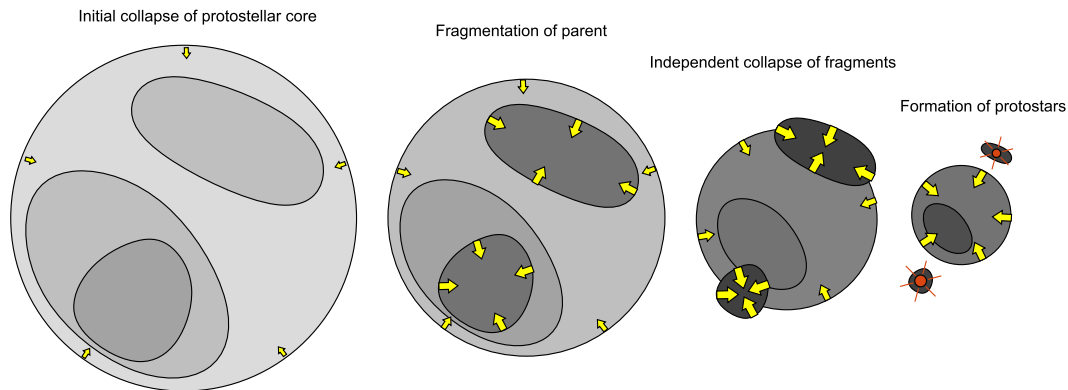 Initial collapse of protostellar core
Fragmentation of parent
Independent collapse of fragments
Formation of protostars